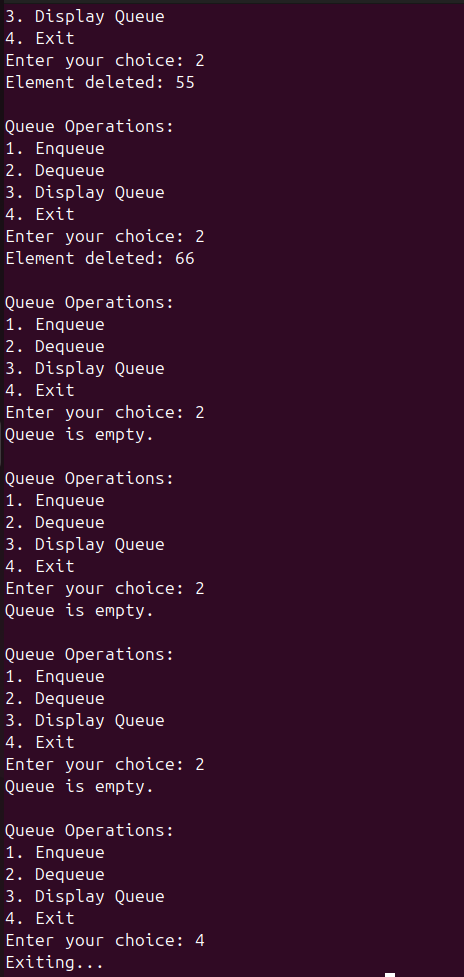 3. Display Queue
4. Exit
Enter your choice: 2
Element deleted: 55

Queue Operations:
1. Enqueue
2. Dequeue
3. Display Queue
4. Exit
Enter your choice: 2
Element deleted: 66

Queue Operations:
1. Enqueue
2. Dequeue
3. Display Queue
4. Exit
Enter your choice: 2
Queue is empty.

Queue Operations:
1. Enqueue
2. Dequeue
3. Display Queue
4. Exit
Enter your choice: 2
Queue is empty.

Queue Operations:
1. Enqueue
2. Dequeue
3. Display Queue
4. Exit
Enter your choice: 2
Queue is empty.

Queue Operations:
1. Enqueue
2. Dequeue
3. Display Queue
4. Exit
Enter your choice: 4
Exiting...